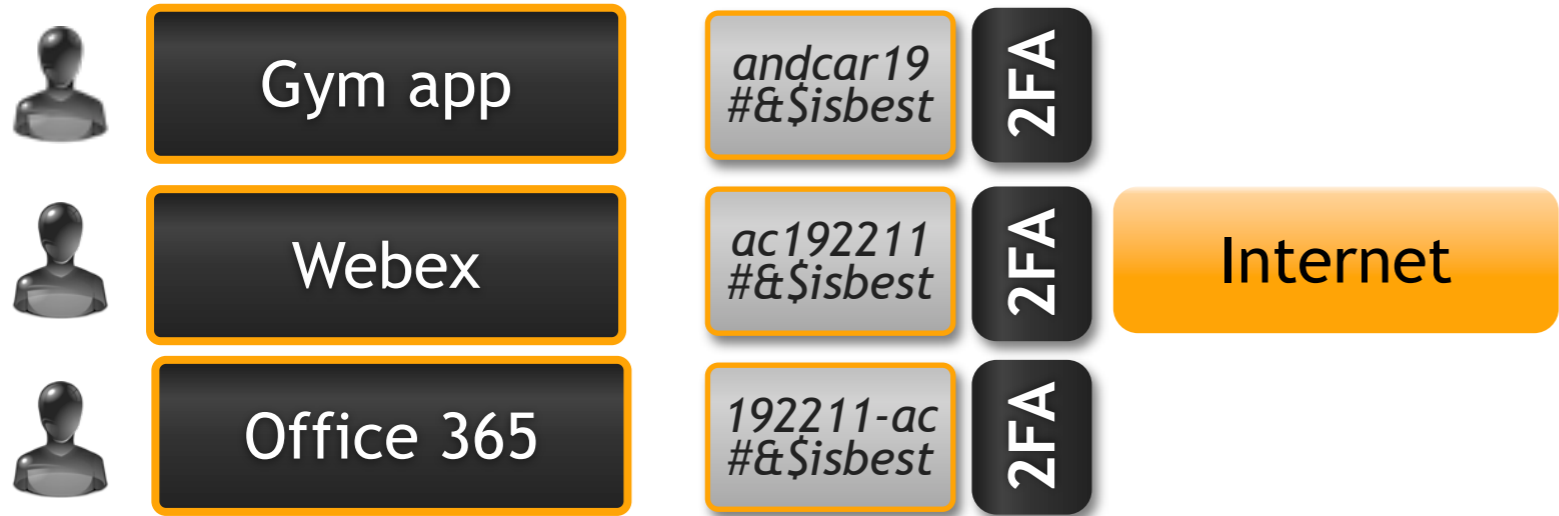 Gym app
andcar19
#&$isbest
2FA
Webex
ac192211
#&$isbest
2FA
Internet
Office 365
192211-ac
#&$isbest
2FA